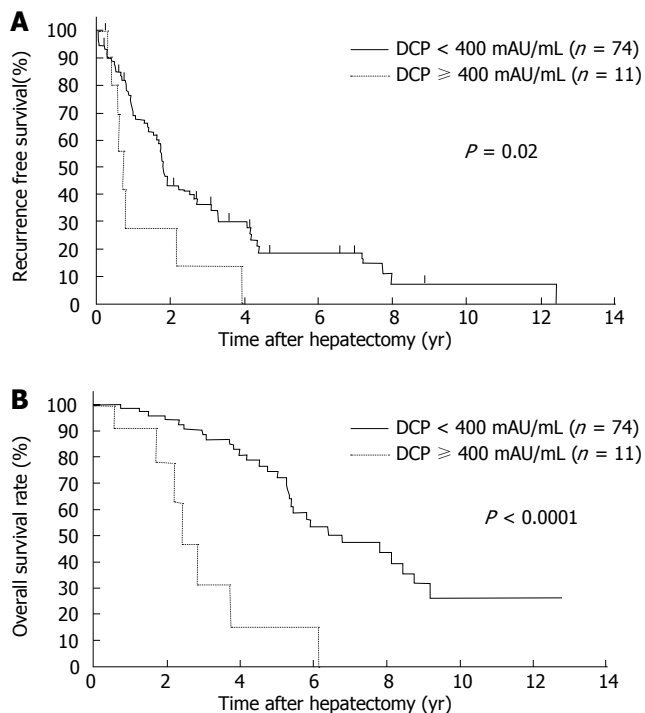 A
Recurrence free survival(%)
100
90
80
70
60
50
40
30
20
10
0
DCP < 400 mAU/mL (n = 74)
DCP ⩾ 400 mAU/mL (n = 11)
P = 0.02
0 2 4 6 8 10 12 14
Time after hepatectomy (yr)
B
Overall survival rate (%)
100
90
80
70
60
50
40
30
20
10
0
DCP < 400 mAU/mL (n = 74)
DCP ⩾ 400 mAU/mL (n = 11)
P < 0.0001
0 2 4 6 8 10 12 14
Time after hepatectomy (yr)